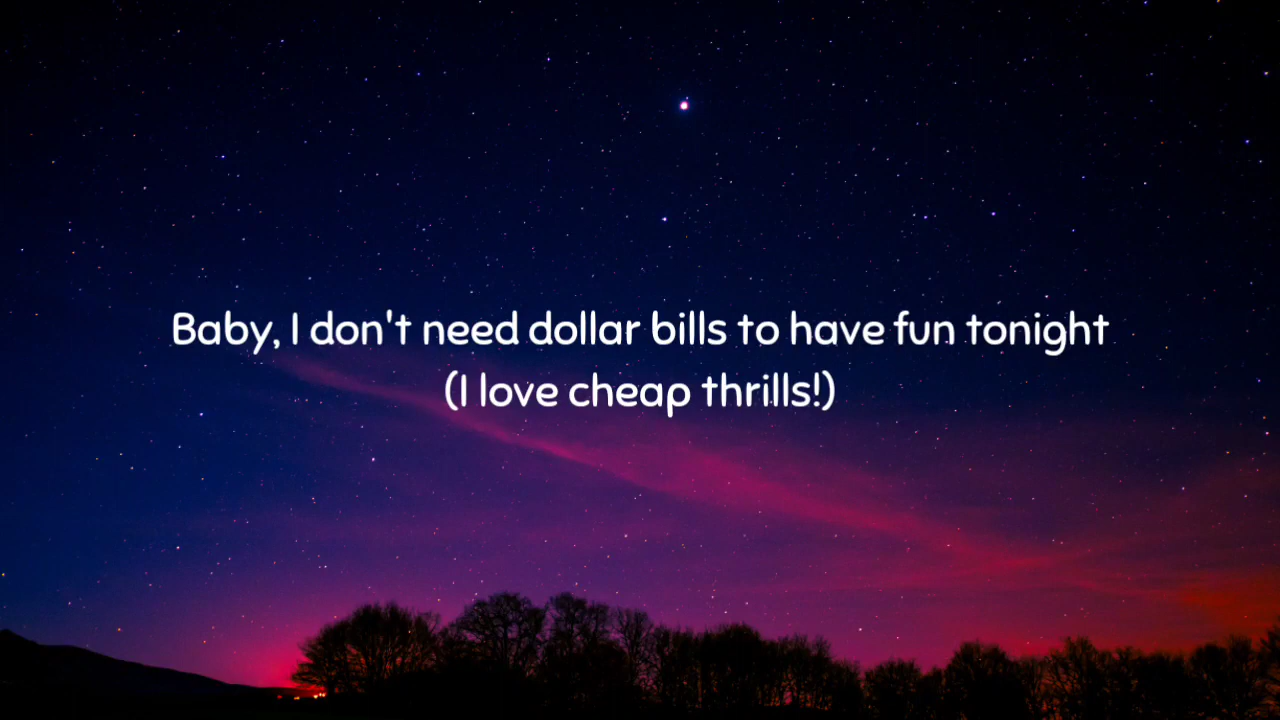 Baby, I don't need dollar bills to have fun tonight
(I love cheap thrills!)